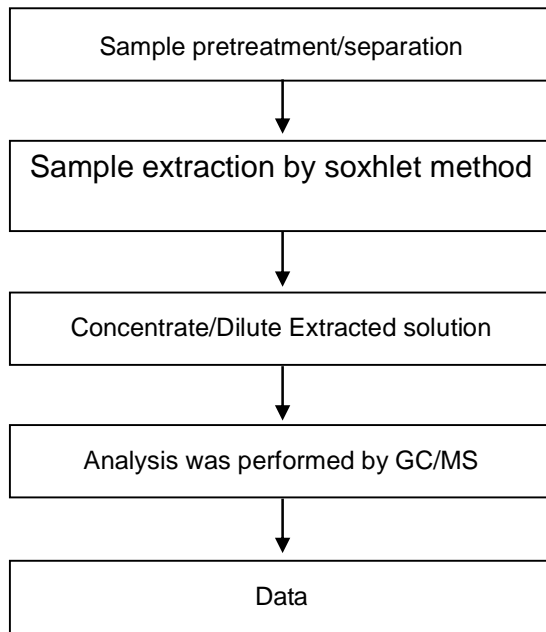 Sample pretreatment/separation
Sample extraction by soxhlet method
Concentrate/Dilute Extracted solution
Analysis was performed by GC/MS
Data